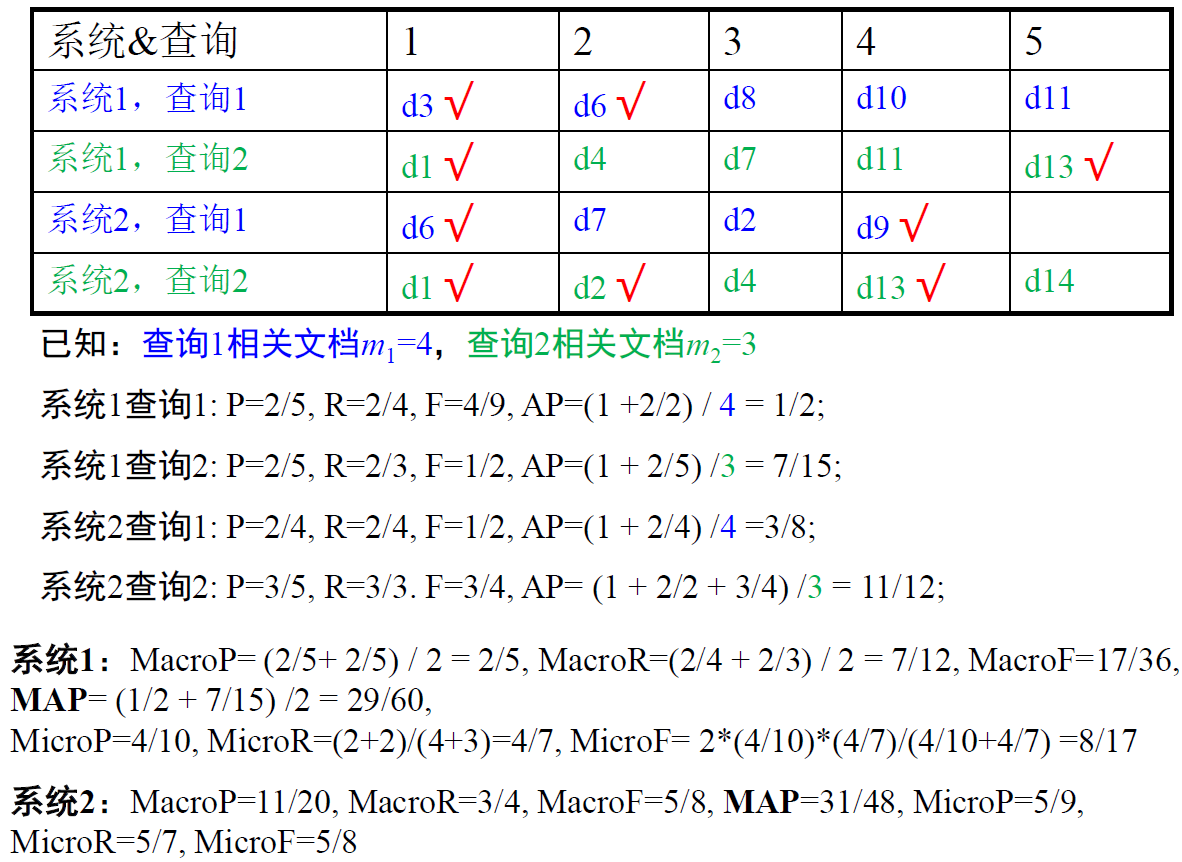 系统&查询 1 2 3 4 5
系统1，查询1 d3 √ d6 √ d8 d10 d11
系统1，查询2 d1 √ d4 d7 d11 d13 √
系统2，查询1 d6 √ d7 d2 d9 √
系统2，查询2 d1 √ d2 √ d4 d13 √ d14
已知：查询1相关文档m1=4，查询2相关文档m2=3
系统1查询1: P=2/5, R=2/4, F=4/9, AP=(1 +2/2) / 4 = 1/2;
系统1查询2: P=2/5, R=2/3, F=1/2, AP=(1 + 2/5) /3 = 7/15;
系统2查询1: P=2/4, R=2/4, F=1/2, AP=(1 + 2/4) /4 =3/8;
系统2查询2: P=3/5, R=3/3. F=3/4, AP= (1 + 2/2 + 3/4) /3 = 11/12;
系统1：MacroP= (2/5+ 2/5) / 2 = 2/5, MacroR=(2/4 + 2/3) / 2 = 7/12, MacroF=17/36,
MAP= (1/2 + 7/15) /2 = 29/60,
MicroP=4/10, MicroR=(2+2)/(4+3)=4/7, MicroF= 2*(4/10)*(4/7)/(4/10+4/7) =8/17
系统2：MacroP=11/20, MacroR=3/4, MacroF=5/8, MAP=31/48, MicroP=5/9,
MicroR=5/7, MicroF=5/8